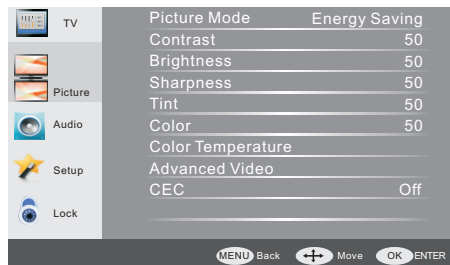 TV
Picture
Audio
Setup
Lock
Picture Mode Energy Saving
Contrast 50
Brightness 50
Sharpness 50
Tint 50
Color 50
Color Temperature
Advanced Video
CEC Off
MENU Back Move OK ENTER